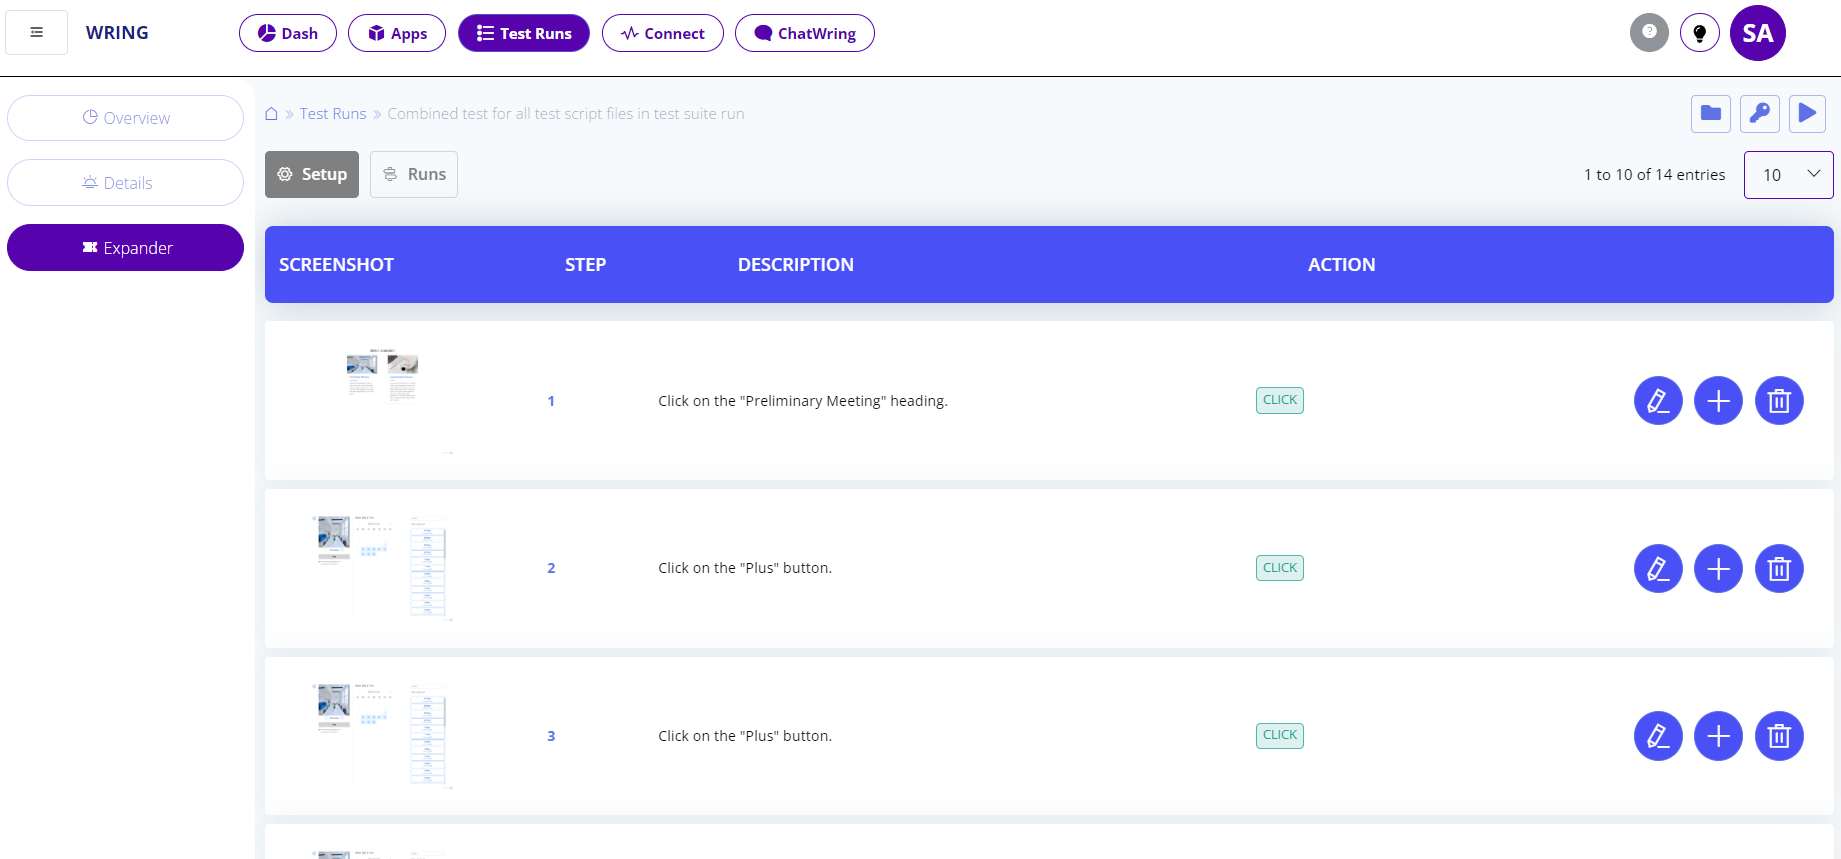 WRING
Dash
Apps
Test Runs
Connect
ChatWring
SA
Overview
Details
Expander
Test Runs
Combined test for all test script files in test suite run
Setup
Runs
1 to 10 of 14 entries
10
SCREENSHOT STEP DESCRIPTION ACTION
1 Click on the "Preliminary Meeting" heading. CLICK
2 Click on the "Plus" button. CLICK
3 Click on the "Plus" button. CLICK